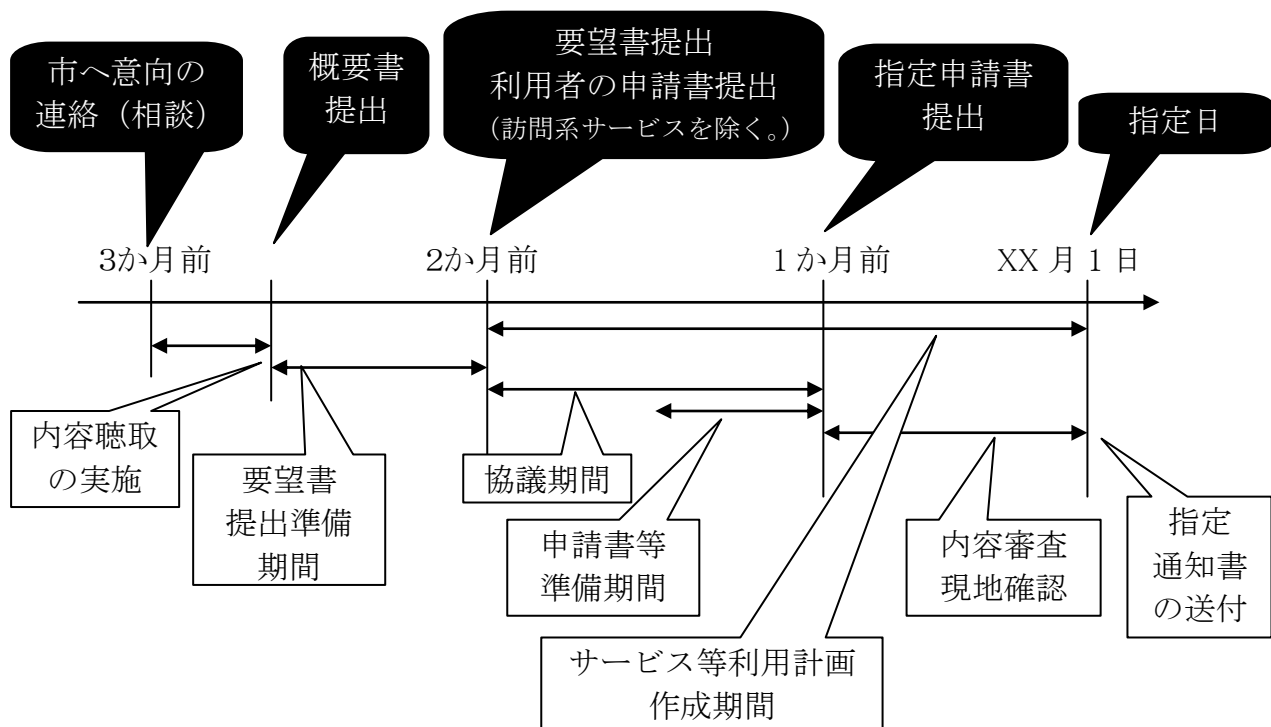 市へ意向の
連絡（相談）
概要書
提出
要望書提出
利用者の申請書提出
（訪問系サービスを除く。）
指定申請書
提出
指定日
3か月前
2か月前
1か月前
XX月1日
内容聴取
の実施
要望書
提出準備
期間
協議期間
申請書等
準備期間
サービス等利用計画
作成期間
内容審査
現地確認
指定
通知書
の送付